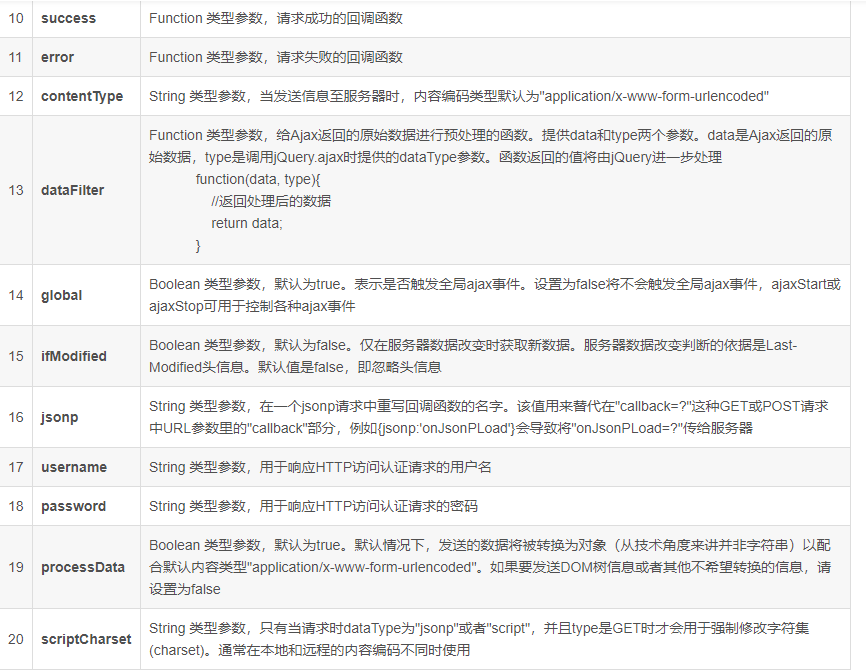 10 success Function 类型参数，请求成功的回调函数
11 error Function 类型参数，请求失败的回调函数
12 contentType String 类型参数，当发送信息至服务器时，内容编码类型默认为"application/x-www-form-urlencoded"
Function 类型参数，给Ajax返回的原始数据进行预处理的函数。提供data和type两个参数。data是Ajax返回的原
始数据，type是调用jQuery.ajax时提供的dataType参数。函数返回的值将由jQuery进一步处理
function(data, type){
13 dataFilter
//返回处理后的数据
return data;
}
14 global
Boolean 类型参数，默认为true。表示是否触发全局ajax事件。设置为false将不会触发全局ajax事件，ajaxStart或
ajaxStop可用于控制各种ajax事件
15 ifModified
Boolean 类型参数，默认为false。仅在服务器数据改变时获取新数据。服务器数据改变判断的依据是Last-
Modified头信息。默认值是false，即忽略头信息
16 jsonp
String 类型参数，在一个jsonp请求中重写回调函数的名字。该值用来替代在"callback=?"这种GET或POST请求
中URL参数里的"callback"部分，例如{jsonp:'onJsonPLoad'}会导致将"onJsonPLoad=?"传给服务器
17 username String 类型参数，用于响应HTTP访问认证请求的用户名
18 password String 类型参数，用于响应HTTP访问认证请求的密码
19 processData
Boolean 类型参数，默认为true。默认情况下，发送的数据将被转换为对象（从技术角度来讲并非字符串）以配
合默认内容类型"application/x-www-form-urlencoded"。如果要发送DOM树信息或者其他不希望转换的信息，请
设置为false
20 scriptCharset
String 类型参数，只有当请求时dataType为"jsonp"或者"script"，并且type是GET时才会用于强制修改字符集
(charset)。通常在本地和远程的内容编码不同时使用